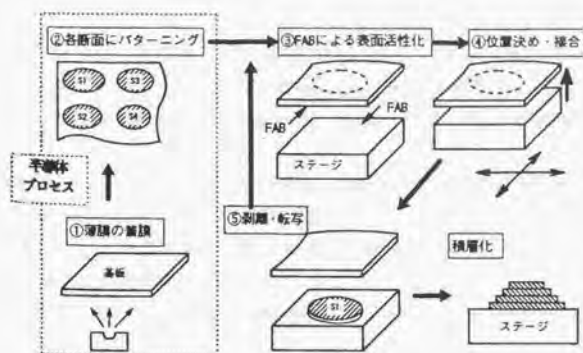 ②各断面にパターニング
③FABによる表面活性化
④位置決め・接合
S1
S3
S2
S4
FAB
FAB
ステージ
半導体
プロセス
①薄膜の蒸膜
⑤剥離・転写
積層化
基板
S1
ステージ